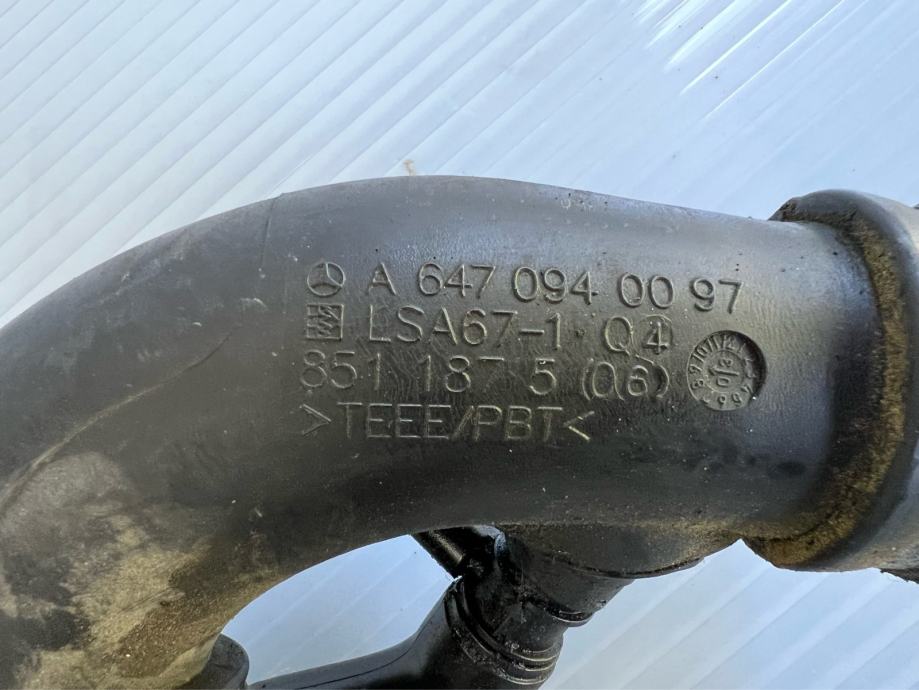 A 647 094 00 97
LSA67-1 Q4
851 187 5 (06)
>TEEE/PBT<